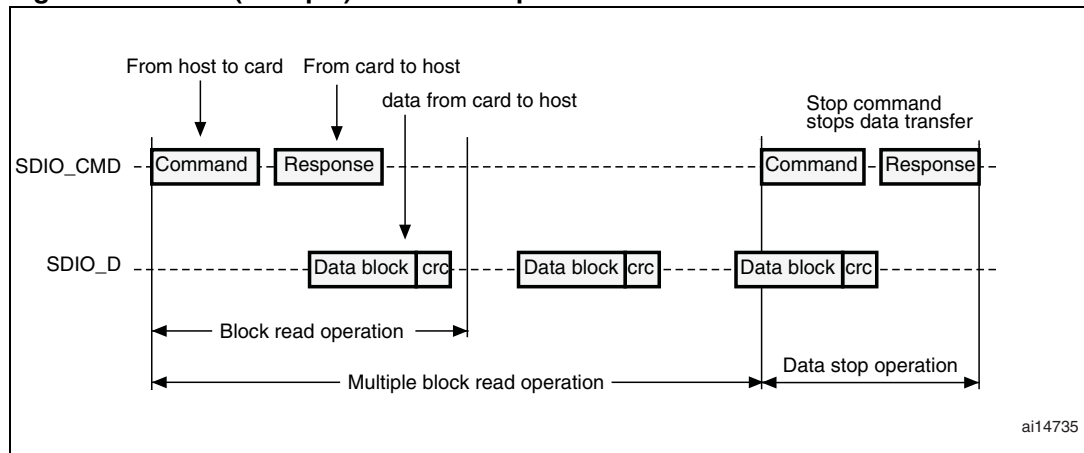 From host to card
From card to host
data from card to host
Stop command
stops data transfer
SDIO_CMD
Command
Response
Command
Response
SDIO_D
Data block
crc
Data block
crc
Data block
crc
Block read operation
Data stop operation
Multiple block read operation
ai14735